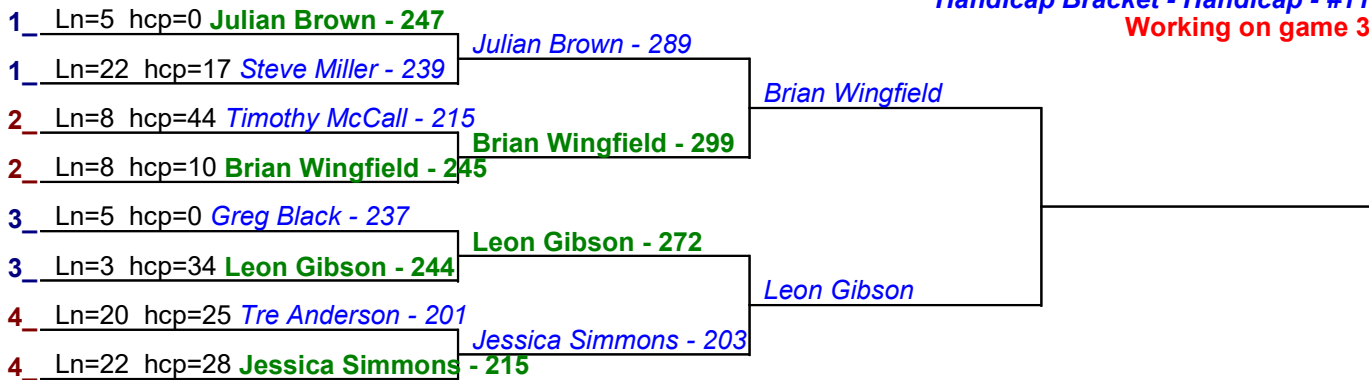 Handicap Bracket - Handicap - #11
Working on game 3
1_ Ln=5 hcp=0 Julian Brown - 247
Julian Brown - 289
1_ Ln=22 hcp=17 Steve Miller - 239
Brian Wingfield
2_ Ln=8 hcp=44 Timothy McCall - 215
Brian Wingfield - 299
2_ Ln=8 hcp=10 Brian Wingfield - 245
3_ Ln=5 hcp=0 Greg Black - 237
Leon Gibson - 272
3_ Ln=3 hcp=34 Leon Gibson - 244
Leon Gibson
4_ Ln=20 hcp=25 Tre Anderson - 201
Jessica Simmons - 203
4_ Ln=22 hcp=28 Jessica Simmons - 215